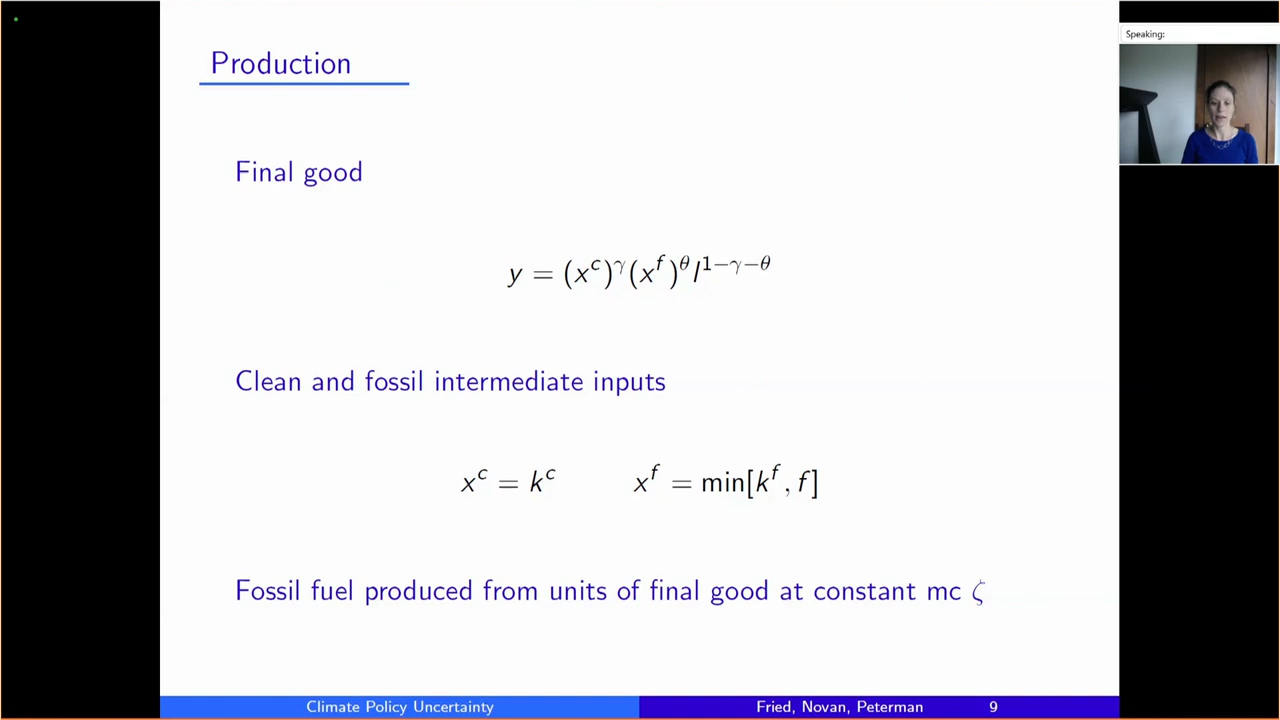 Production
Speaking:
Final good
y = (x^c)^γ (x^f)^θ l^{1−γ−θ}
Clean and fossil intermediate inputs
x^c = k^c x^f = min[k^f, f]
Fossil fuel produced from units of final good at constant mc ζ
Climate Policy Uncertainty Fried, Novan, Peterman 9